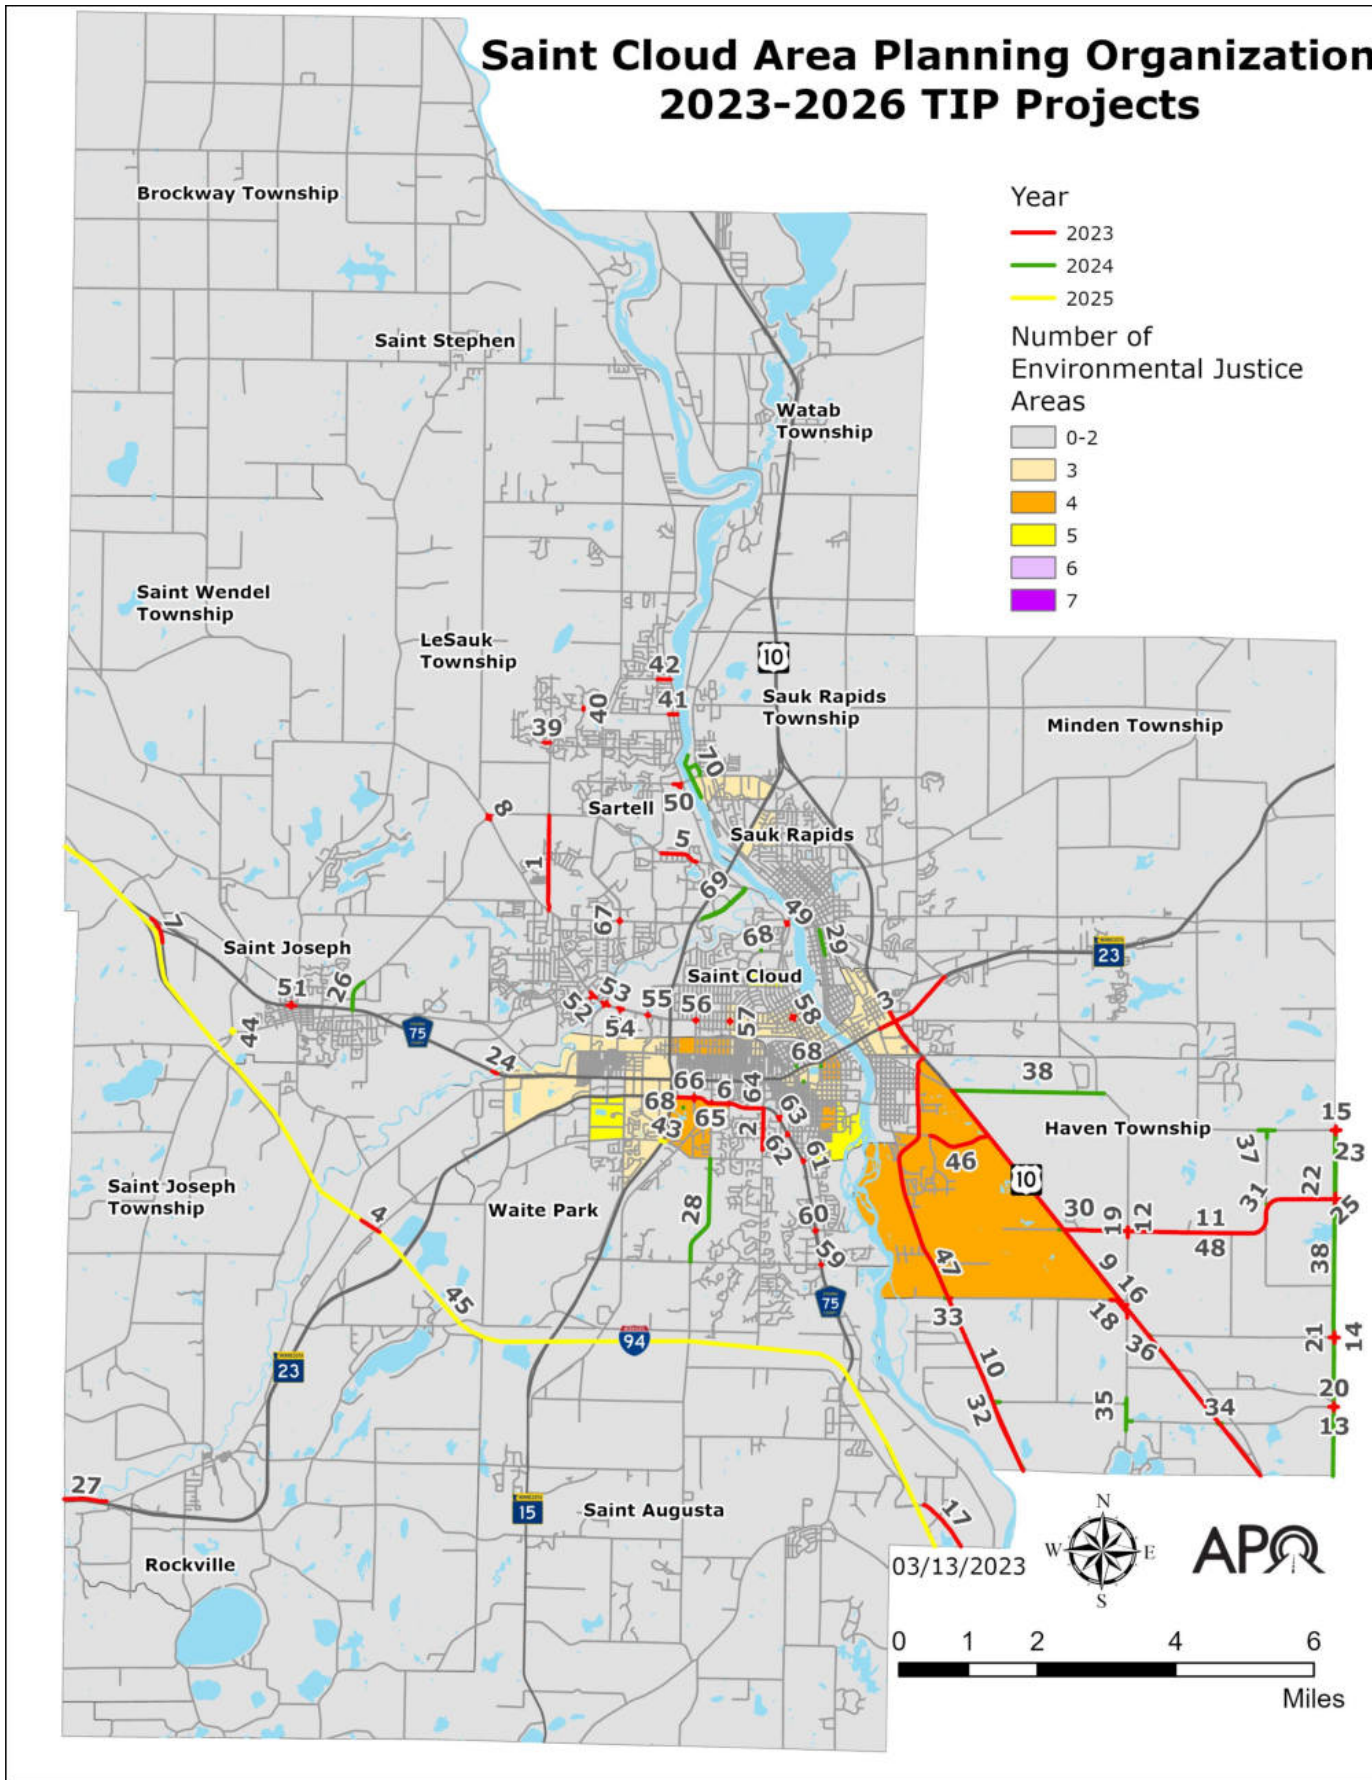 Saint Cloud Area Planning Organization
2023-2026 TIP Projects
Year
2023
2024
2025
Number of
Environmental Justice
Areas
0-2
3
4
5
6
7
Brockway Township
Saint Stephen
Watab
Township
Saint Wendel
Township
LeSauk
Township
42
10
41
40
Sauk Rapids
Township
Minden Township
39
70
8
Sartell
50
Sauk Rapids
1
5
69
7
Saint Joseph
67
49
68
29
MINNESOTA
23
51
26
Saint Cloud
53
52
55
56
58
3
44
75
54
57
24
68
38
66
6
64
68
65
63
15
43
2
Haven Township
62
61
46
37
23
10
Saint Joseph
Township
4
Waite Park
28
60
30
19
12
11
31
22
25
48
59
47
9
38
45
75
16
33
18
94
36
21
14
MINNESOTA
23
10
20
32
35
34
13
27
MINNESOTA
15
Saint Augusta
17
N
W
E
S
APO
03/13/2023
Rockville
0
1
2
4
6
Miles